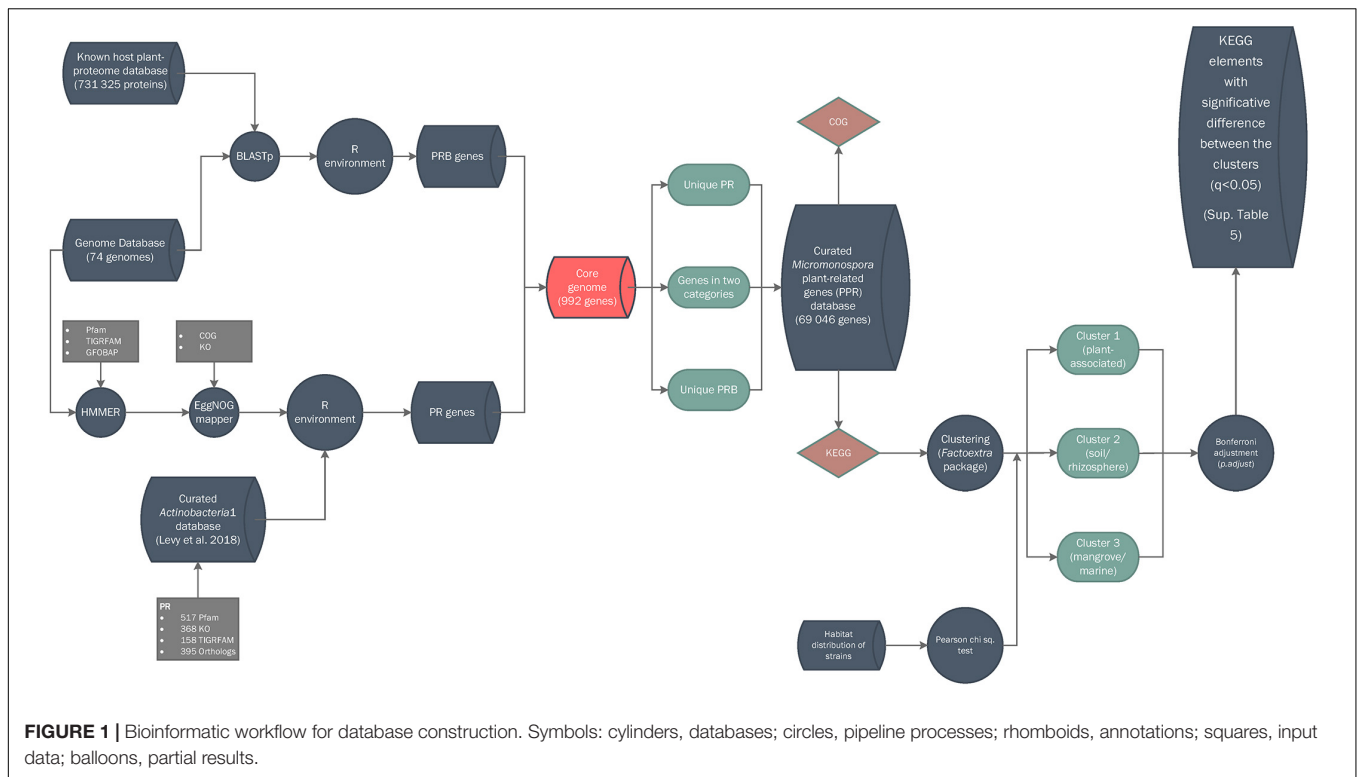 Known host plant-
proteome database
(731 325 proteins)
BLASTp
R
environment
PRB genes
Genome Database
(74 genomes)
• Pfam
• TIGRFAM
• GFOBAP
• COG
• KO
HMMER
EggNOG
mapper
R
environment
PR genes
Curated
Actinobacteria1
database
(Levy et al. 2018)
PR
• 517 Pfam
• 368 KO
• 158 TIGRFAM
• 395 Orthologs
Core
genome
(992 genes)
Unique PR
Genes in two
categories
Unique PRB
COG
Curated
Micromonospora
plant-related
genes (PPR)
database
(69 046 genes)
KEGG
Clustering
(Factoextra
package)
Habitat
distribution of
strains
Pearson chi sq.
test
Cluster 1
(plant-
associated)
Cluster 2
(soil/
rhizosphere)
Cluster 3
(mangrove/
marine)
Bonferroni
adjustment
(p.adjust)
KEGG
elements
with
significative
difference
between the
clusters
(q<0.05)
(Sup. Table
5)
FIGURE 1 | Bioinformatic workflow for database construction. Symbols: cylinders, databases; circles, pipeline processes; rhomboids, annotations; squares, input
data; balloons, partial results.